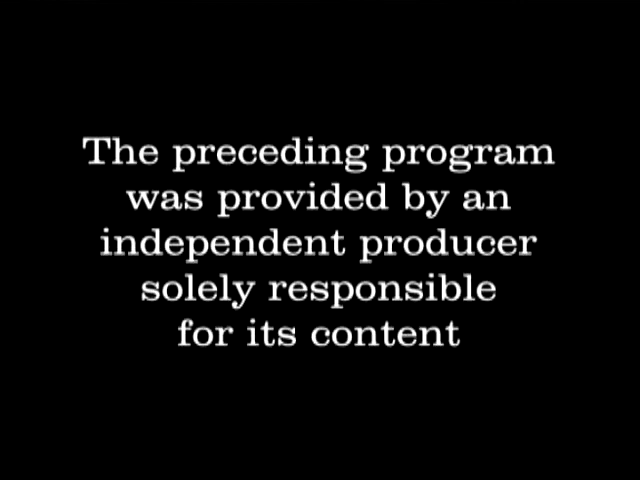 The preceding program
was provided by an
independent producer
solely responsible
for its content